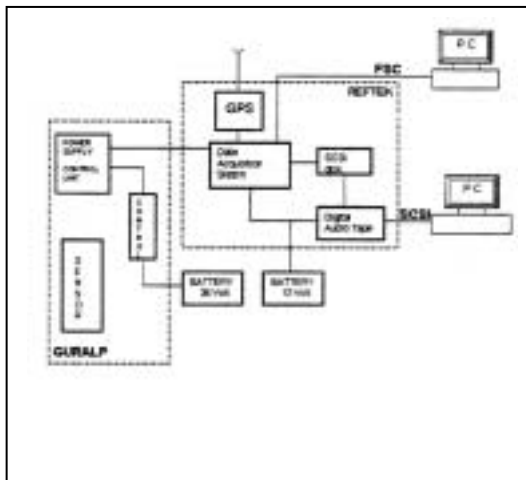 PC
FSC
REFTEK
GPS
POWER
SUPPLY
CONTROL
UNIT
Data
Acquisition
System
SCSI
disk
PC
SCSI
Digital
Audio Tape
SENSOR
BATTERY
BATTERY
GURALP